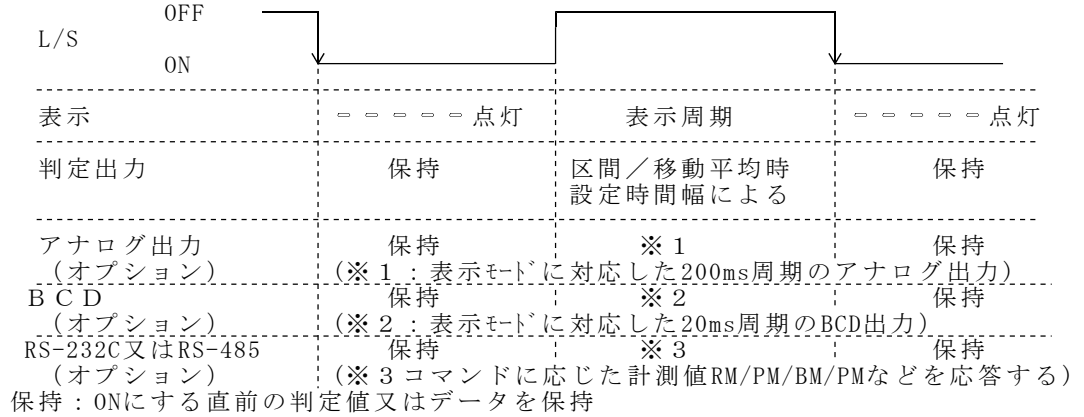 OFF
L/S
ON
表示 －－－－－点灯 表示周期 －－－－－点灯
判定出力 保持 区間／移動平均時 保持
設定時間幅による
アナログ出力 保持 ※１ 保持
(オプション) (※１：表示ﾓｰﾄﾞに対応した200ms周期のアナログ出力)
ＢＣＤ 保持 ※２ 保持
(オプション) (※２：表示ﾓｰﾄﾞに対応した20ms周期のBCD出力)
RS-232C又はRS-485 保持 ※３ 保持
(オプション) (※３コマンドに応じた計測値RM/PM/BM/PMなどを応答する)
保持：ONにする直前の判定値又はデータを保持